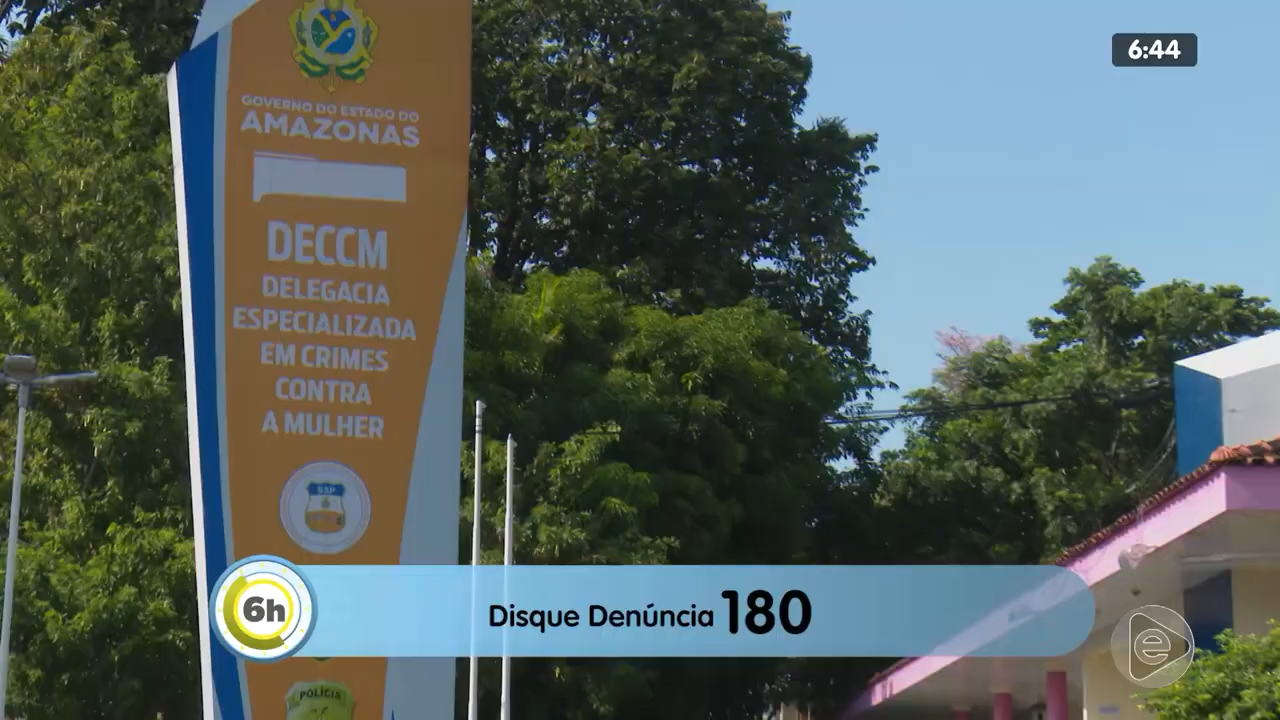 6:44
GOVERNO DO ESTADO DO
AMAZONAS
DECCM
DELEGACIA
ESPECIALIZADA
EM CRIMES
CONTRA
A MULHER
SSP
6h
Disque Denúncia 180
e
POLÍCIA